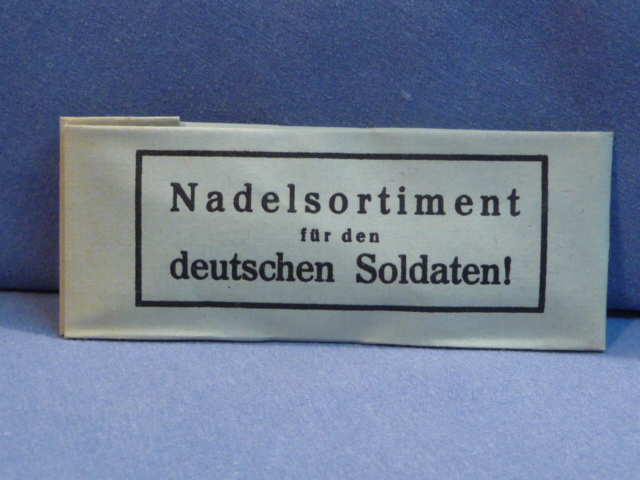 Nadelsortiment
für den
deutschen Soldaten!